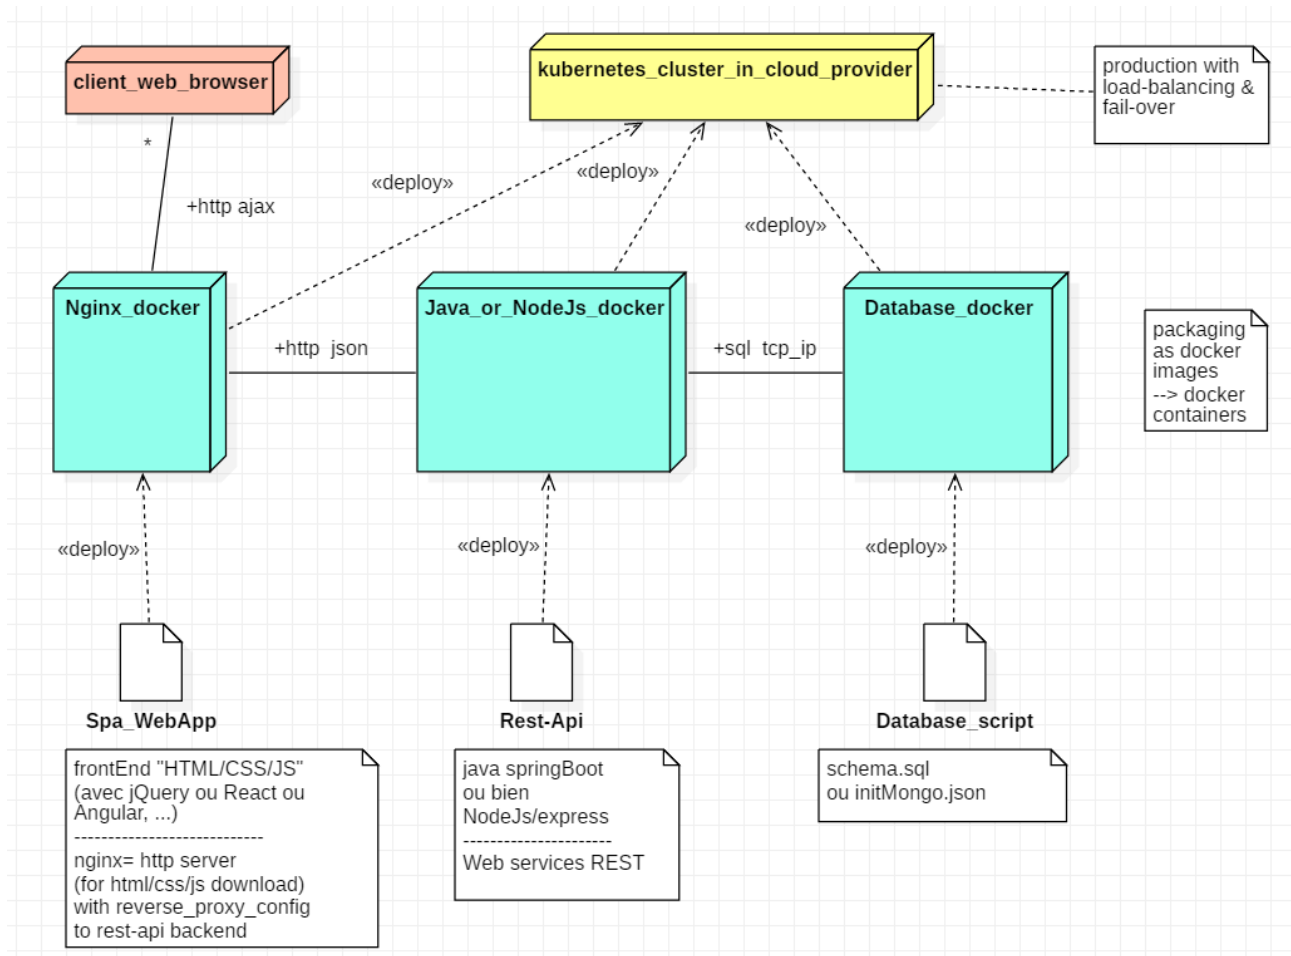 client_web_browser
kubernetes_cluster_in_cloud_provider
production with
load-balancing &
fail-over
*
«deploy»
«deploy»
+http ajax
«deploy»
Nginx_docker
Java_or_NodeJs_docker
Database_docker
+http  json
+sql  tcp_ip
packaging
as docker
images
--> docker
containers
«deploy»
«deploy»
«deploy»
Spa_WebApp
Rest-Api
Database_script
frontEnd "HTML/CSS/JS"
(avec jQuery ou React ou
Angular, ...)
----------------------------
nginx= http server
(for html/css/js download)
with reverse_proxy_config
to rest-api backend
java springBoot
ou bien
NodeJs/express
----------------------
Web services REST
schema.sql
ou initMongo.json